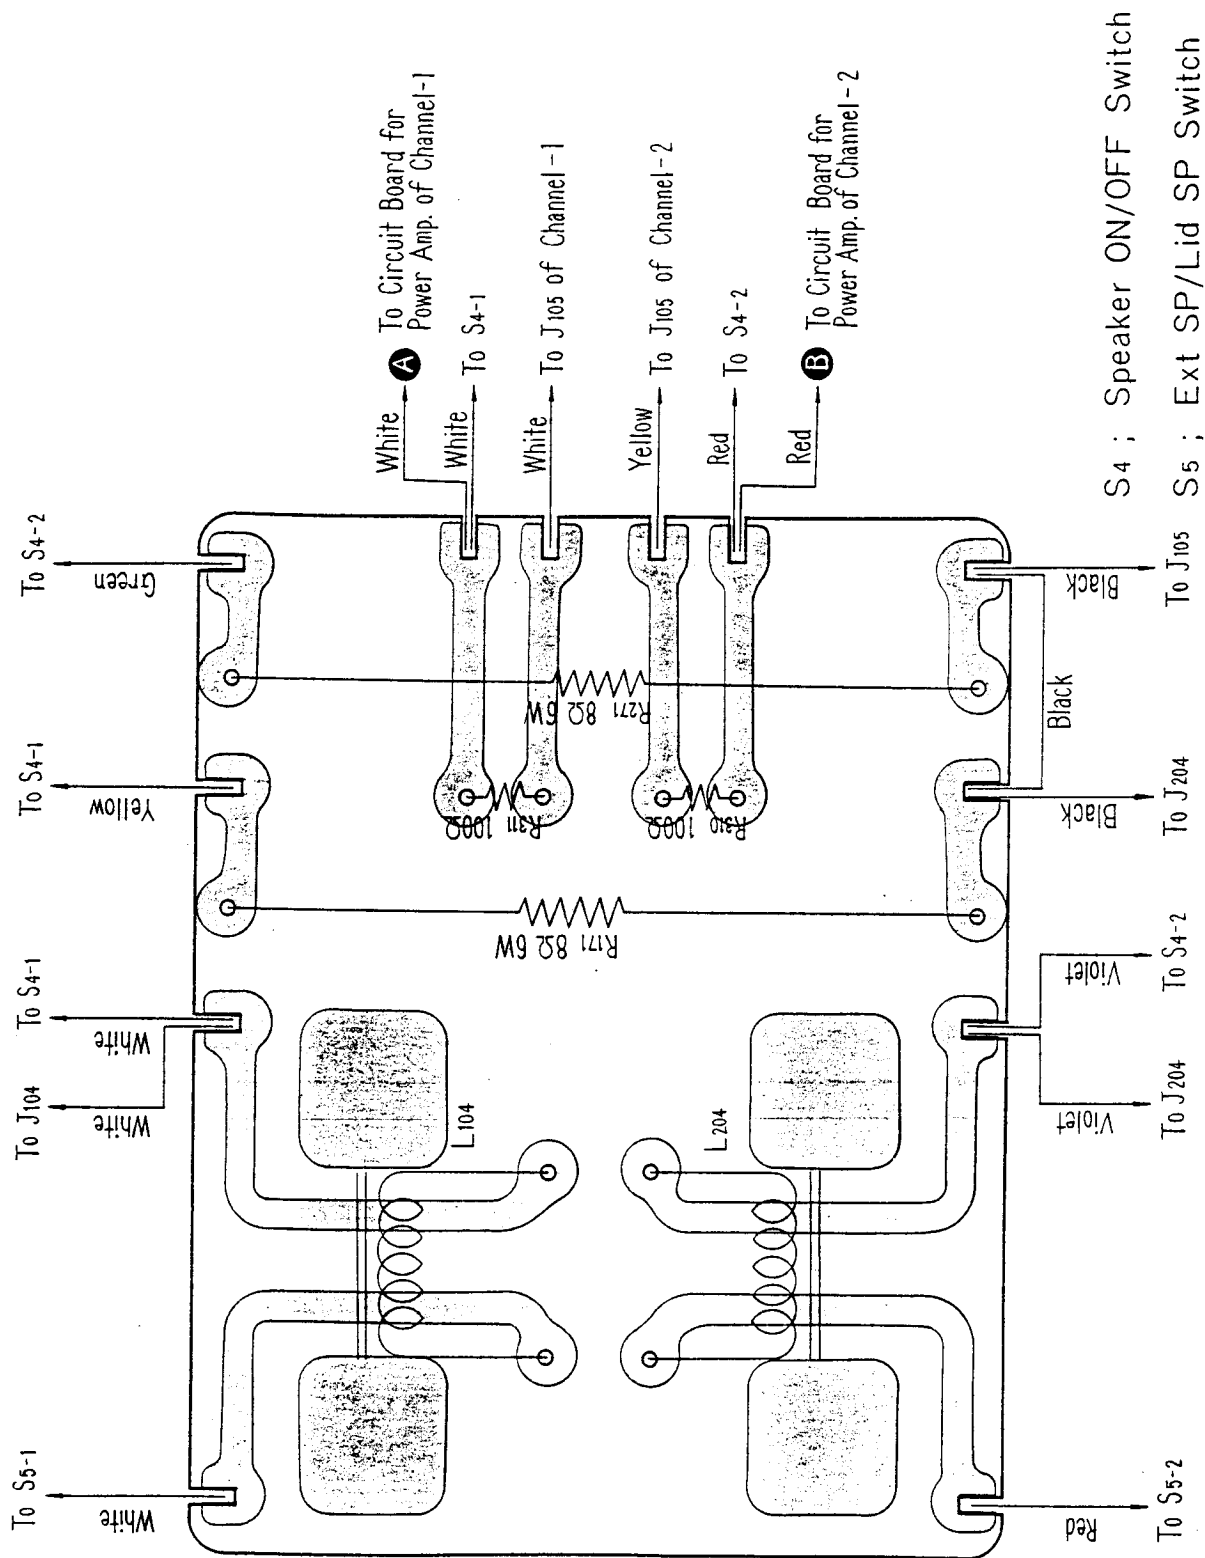 To S5-1
White
To J104
White
To S4-1
White
To S4-1
Yellow
To S4-2
Green
L104
L204
R171
8Ω 6W
R271
8Ω 6W
R311
100Ω
R310
100Ω
White
A To Circuit Board for
Power Amp. of Channel-1
White
To S4-1
White
To J105 of Channel-1
Yellow
To J105 of Channel-2
Red
To S4-2
Red
B To Circuit Board for
Power Amp. of Channel-2
Red
To S5-2
Violet
To J204
Violet
To S4-2
Black
To J204
Black
Black
To J105
S4 ; Speaker ON/OFF Switch
S5 ; Ext SP/Lid SP Switch